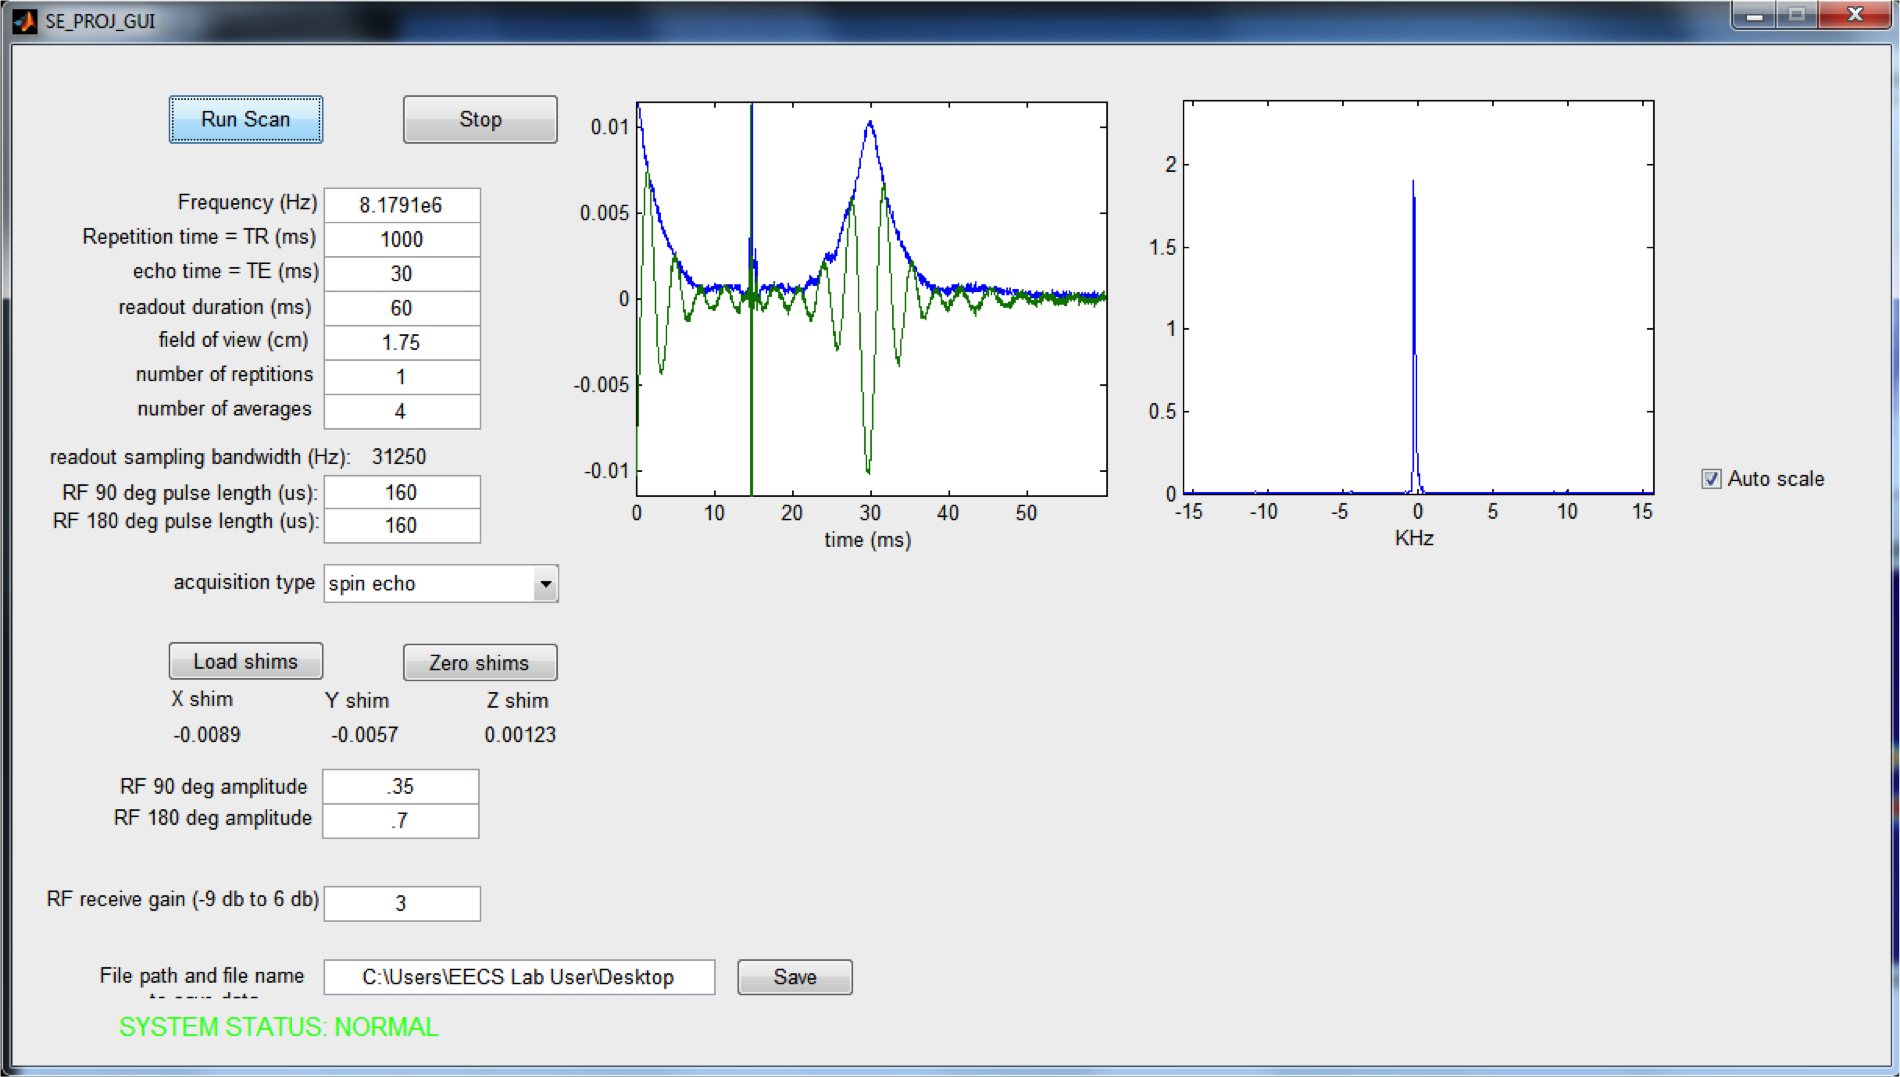 SE_PROJ_GUI
Run Scan
Stop
Frequency (Hz) 8.1791e6
Repetition time = TR (ms) 1000
echo time = TE (ms) 30
readout duration (ms) 60
field of view (cm) 1.75
number of reptitions 1
number of averages 4
readout sampling bandwidth (Hz): 31250
RF 90 deg pulse length (us): 160
RF 180 deg pulse length (us): 160
acquisition type spin echo
Load shims
Zero shims
X shim Y shim Z shim
-0.0089 -0.0057 0.00123
RF 90 deg amplitude .35
RF 180 deg amplitude .7
RF receive gain (-9 db to 6 db) 3
File path and file name C:\Users\EECS Lab User\Desktop Save
to save data
SYSTEM STATUS: NORMAL
0.01
0.005
0
-0.005
-0.01
0 10 20 30 40 50
time (ms)
2
1.5
1
0.5
0
-15 -10 -5 0 5 10 15
KHz
Auto scale